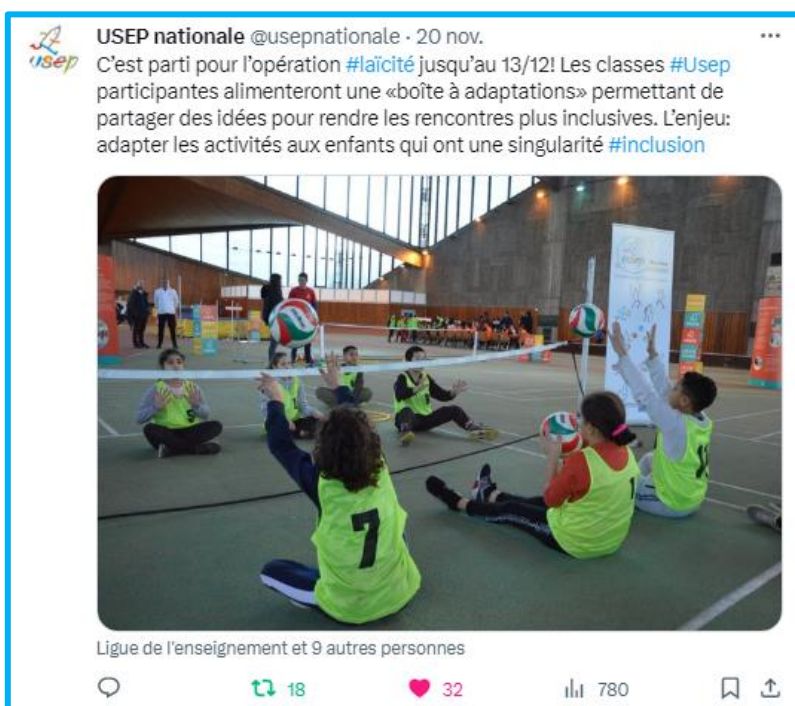 USEP nationale @usepnationale · 20 nov.
C'est parti pour l'opération #laïcité jusqu'au 13/12! Les classes #Usep
participantes alimenteront une «boîte à adaptations» permettant de
partager des idées pour rendre les rencontres plus inclusives. L'enjeu:
adapter les activités aux enfants qui ont une singularité #inclusion
usep
7
Ligue de l'enseignement et 9 autres personnes
18
32
780